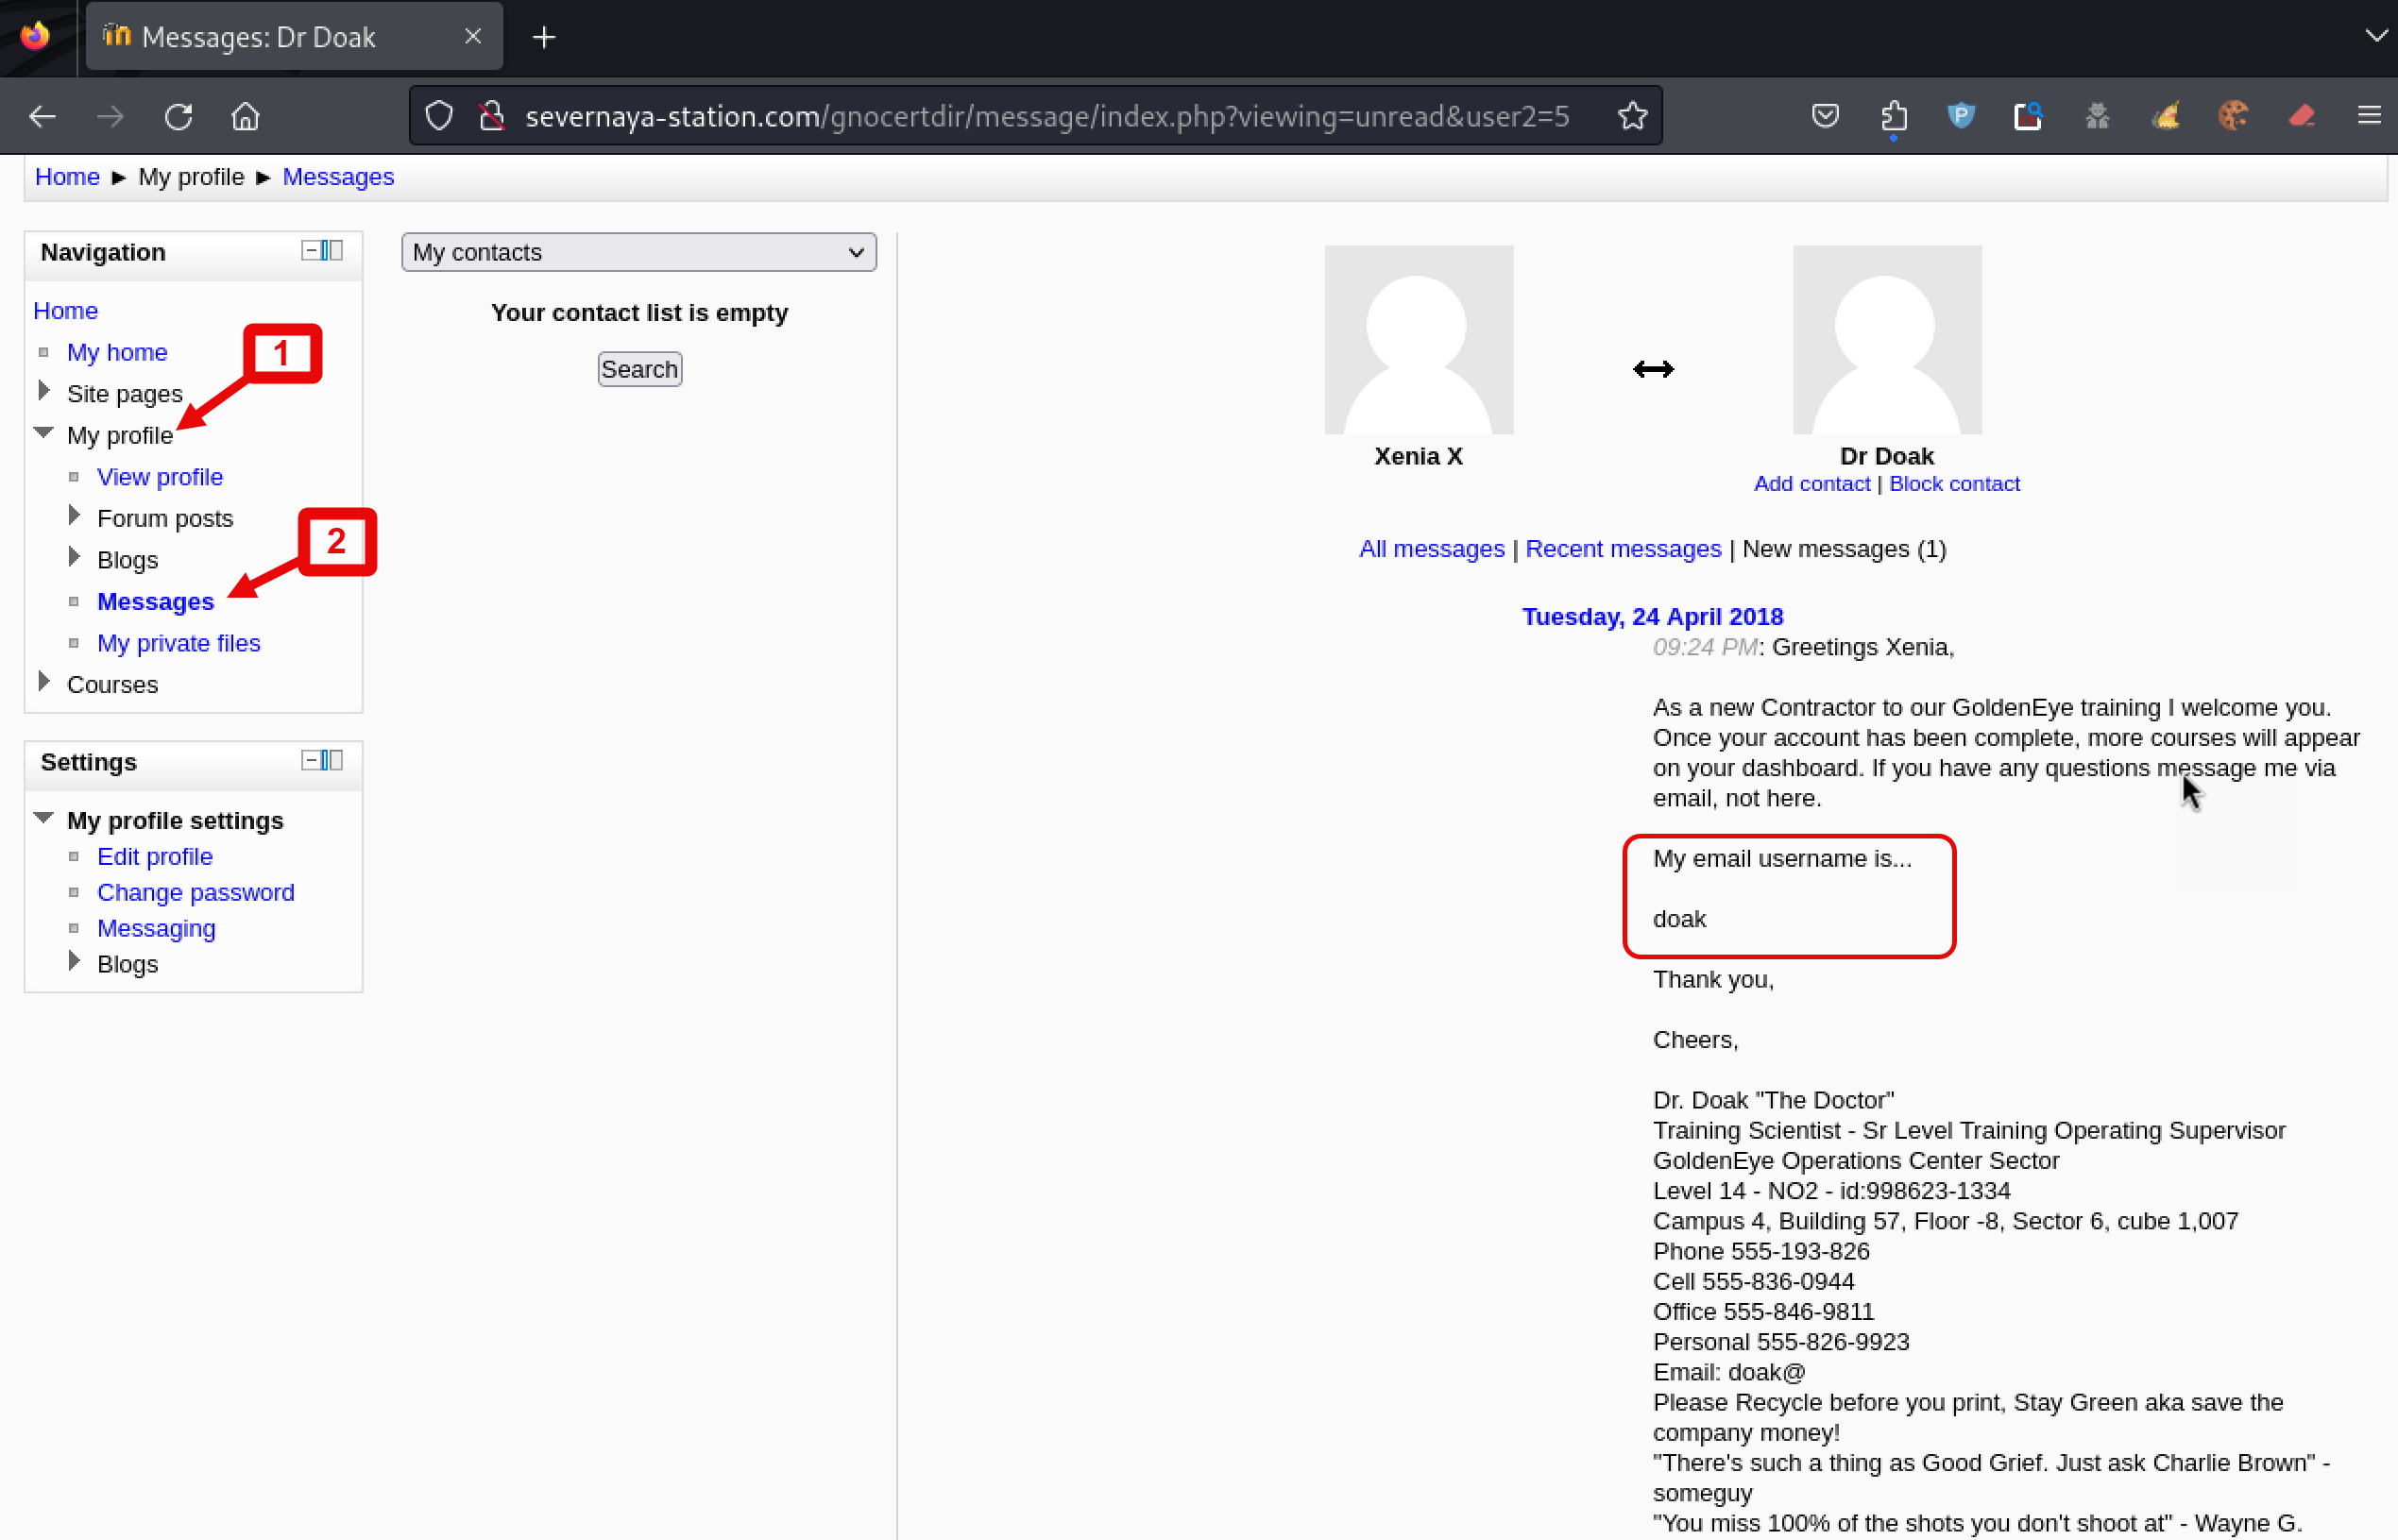 Messages: Dr Doak
severnaya-station.com/gnocertdir/message/index.php?viewing=unread&user2=5
Home ► My profile ► Messages
Navigation
Home
My home
Site pages
My profile
View profile
Forum posts
Blogs
Messages
My private files
Courses
1
2
Settings
My profile settings
Edit profile
Change password
Messaging
Blogs
My contacts
Your contact list is empty
Search
Xenia X
Dr Doak
Add contact | Block contact
All messages | Recent messages | New messages (1)
Tuesday, 24 April 2018
09:24 PM: Greetings Xenia,
As a new Contractor to our GoldenEye training I welcome you.
Once your account has been complete, more courses will appear
on your dashboard. If you have any questions message me via
email, not here.
My email username is...
doak
Thank you,
Cheers,
Dr. Doak "The Doctor"
Training Scientist - Sr Level Training Operating Supervisor
GoldenEye Operations Center Sector
Level 14 - NO2 - id:998623-1334
Campus 4, Building 57, Floor -8, Sector 6, cube 1,007
Phone 555-193-826
Cell 555-836-0944
Office 555-846-9811
Personal 555-826-9923
Email: doak@
Please Recycle before you print, Stay Green aka save the
company money!
"There's such a thing as Good Grief. Just ask Charlie Brown" -
someguy
"You miss 100% of the shots you don't shoot at" - Wayne G.